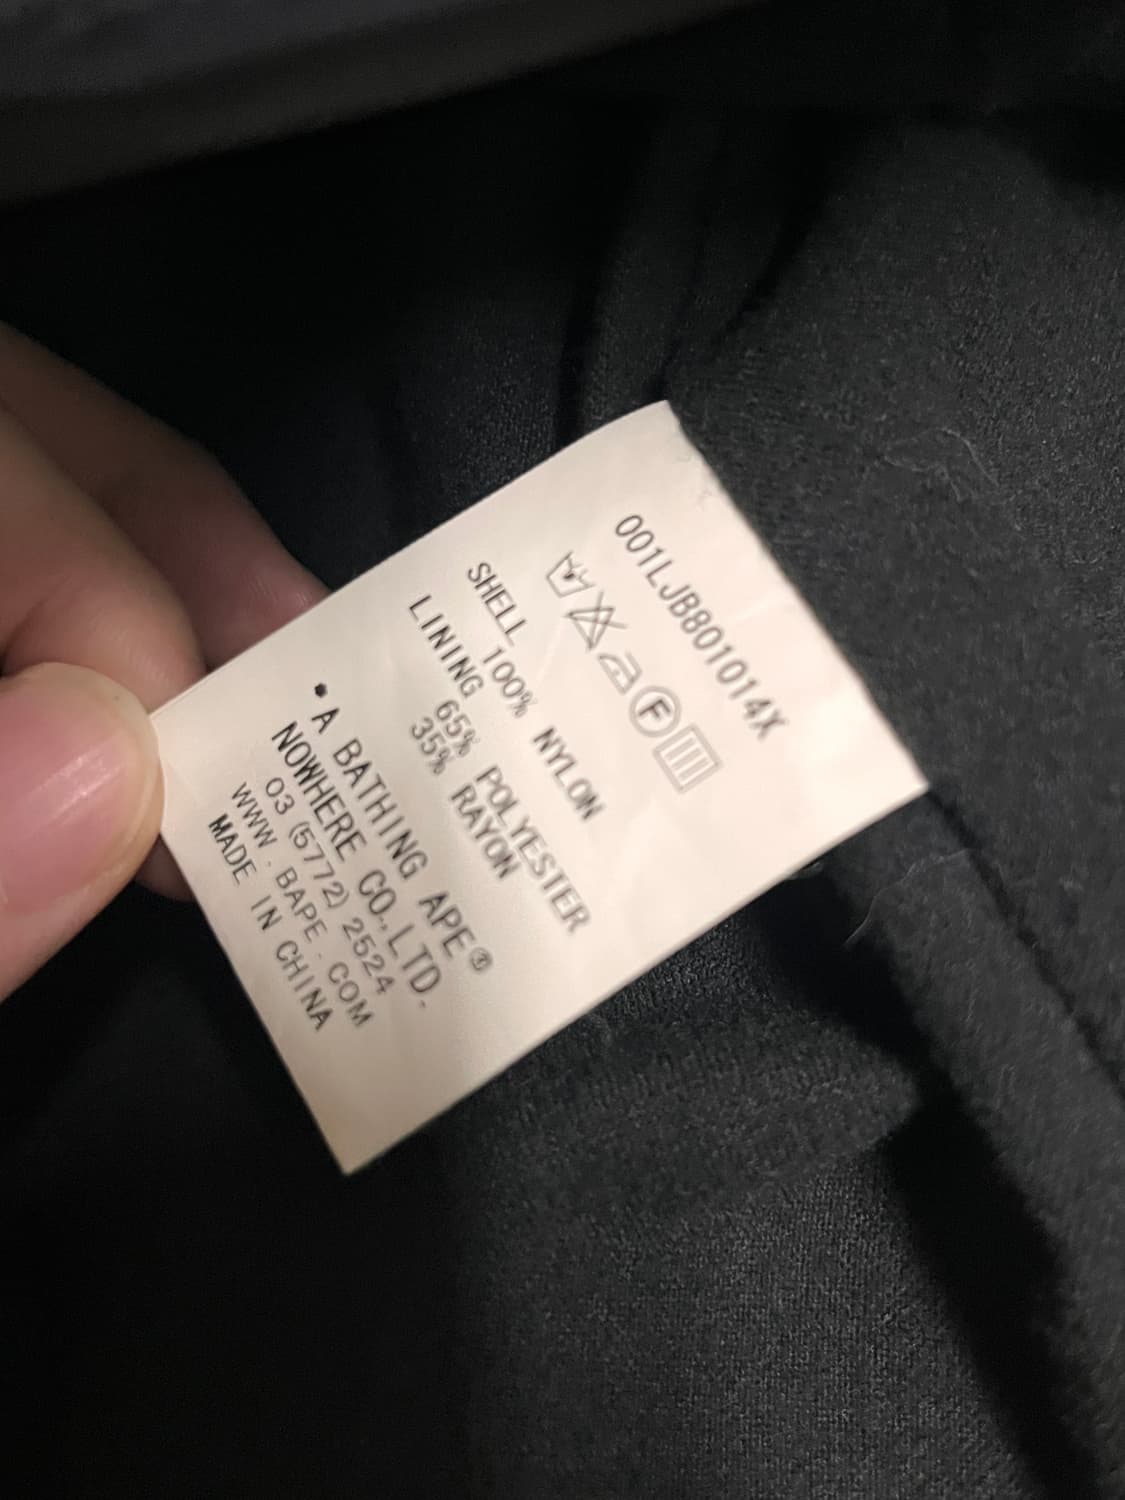 001LJB801014X
F
SHELL 100% NYLON
LINING 65% POLYESTER
35% RAYON
• A BATHING APE®
NOWHERE CO., LTD.
03 (5772) 2524
WWW.BAPE.COM
MADE IN CHINA